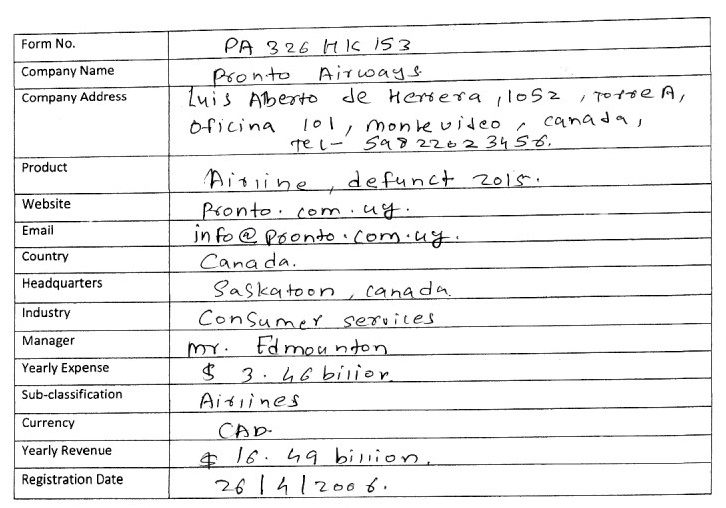 Form No. PA 326 HK 153
Company Name Pronto Airways
Company Address Luis Alberto de Herrera, 1052, Torre A,
Oficina 101, montevideo, canada,
Tel- 598 22023456.
Product Airline, defunct 2015.
Website Pronto.com.uy.
Email info@pronto.com.uy.
Country Canada.
Headquarters Saskatoon, canada
Industry Consumer services
Manager mr. Edmounton
Yearly Expense $ 3.46 bilion
Sub-classification Airlines
Currency CAD.
Yearly Revenue $ 16.49 billion.
Registration Date 26/4/2006.